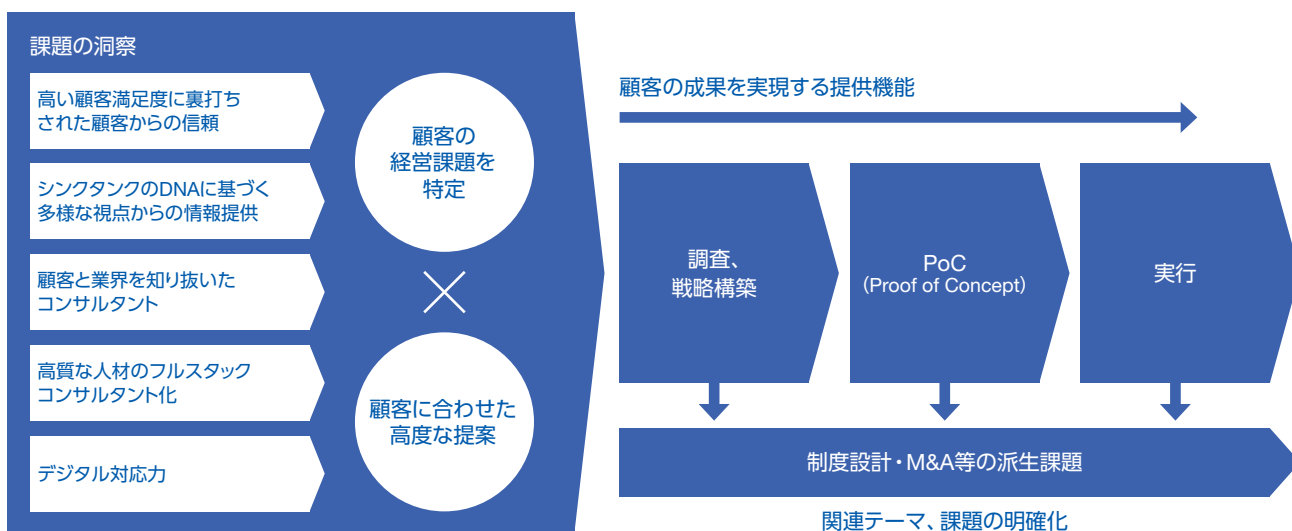 課題の洞察
高い顧客満足度に裏打ち
された顧客からの信頼
シンクタンクのDNAに基づく
多様な視点からの情報提供
顧客と業界を知り抜いた
コンサルタント
高質な人材のフルスタック
コンサルタント化
デジタル対応力
顧客の
経営課題を
特定
×
顧客に合わせた
高度な提案
顧客の成果を実現する提供機能
調査、
戦略構築
PoC
(Proof of Concept)
実行
制度設計・M&A等の派生課題
関連テーマ、課題の明確化